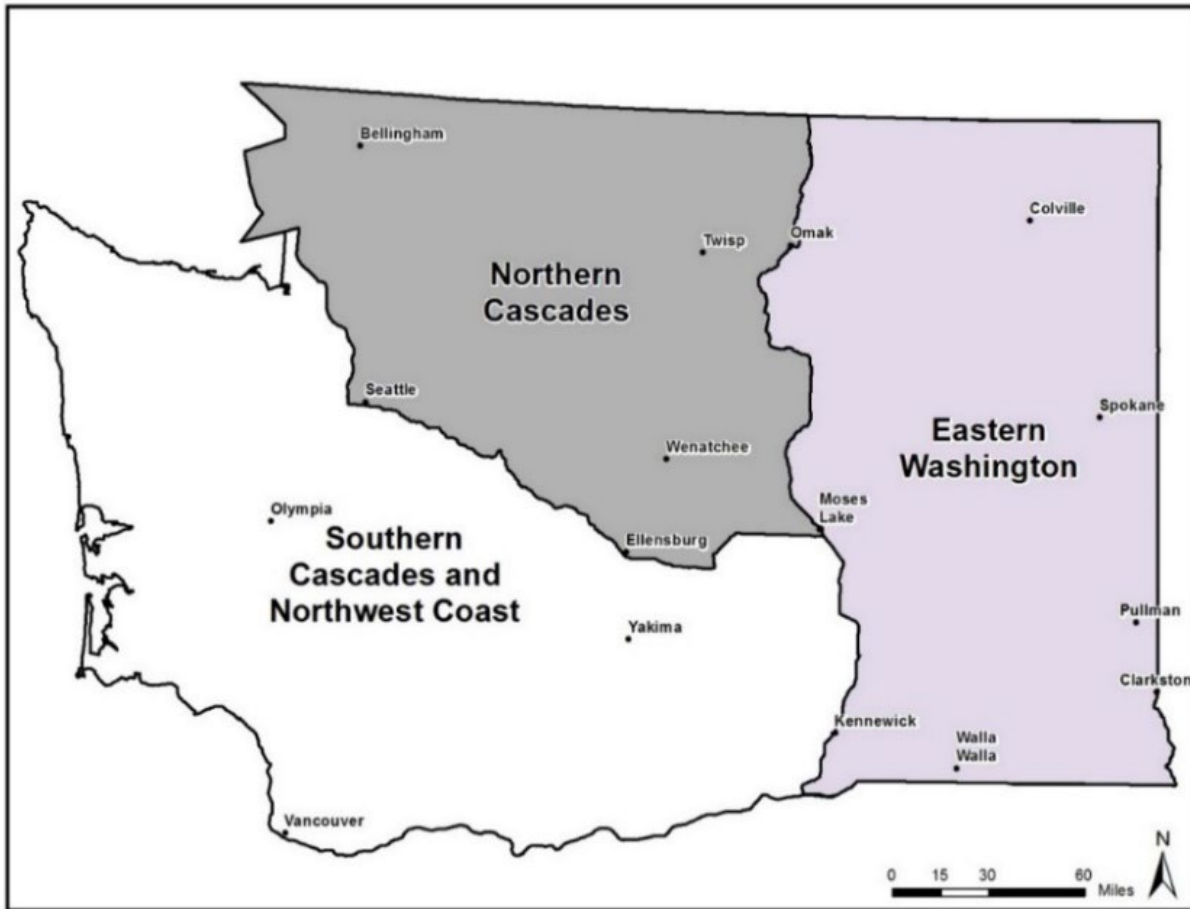 Bellingham
Colville
Twisp
Omak
Northern
Cascades
Seattle
Spokane
Wenatchee
Eastern
Washington
Moses
Lake
Olympia
Ellensburg
Southern
Cascades and
Northwest Coast
Yakima
Pullman
Clarkston
Kennewick
Walla
Walla
Vancouver
N
0 15 30 60
Miles